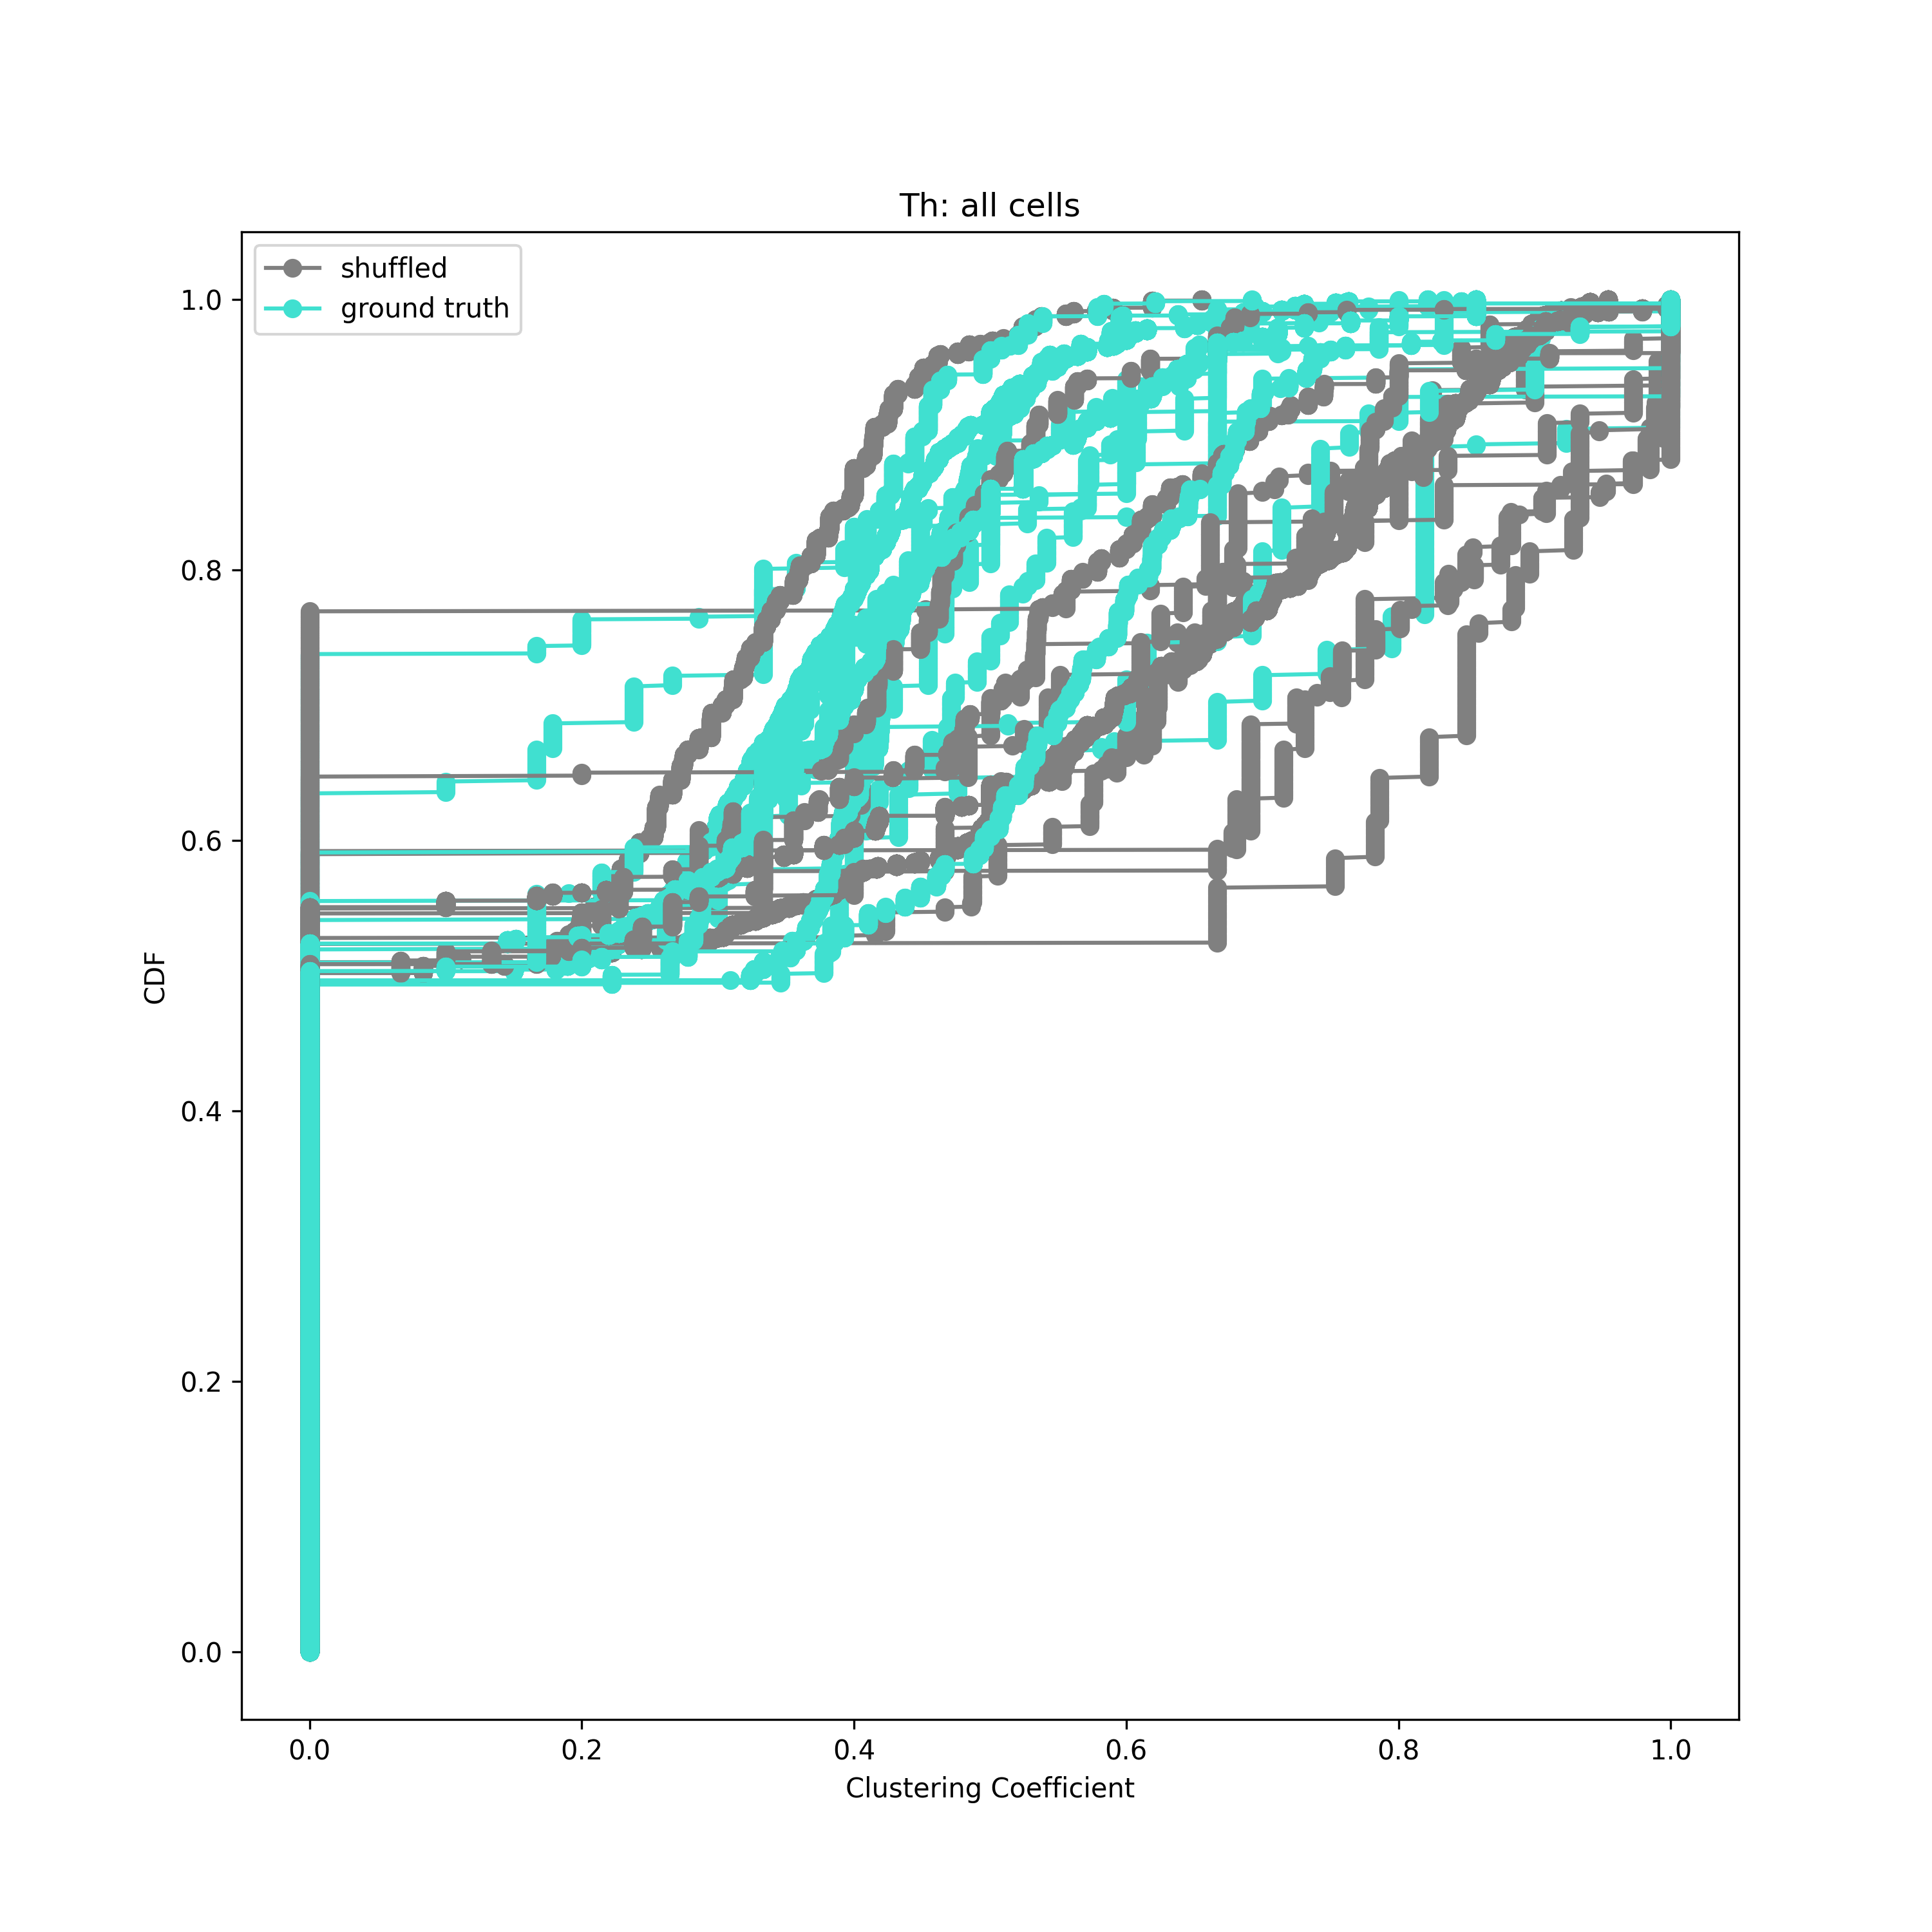 Th: all cells
shuffled
ground truth
1.0
0.8
0.6
0.4
0.2
0.0
CDF
0.0 0.2 0.4 0.6 0.8 1.0
Clustering Coefficient